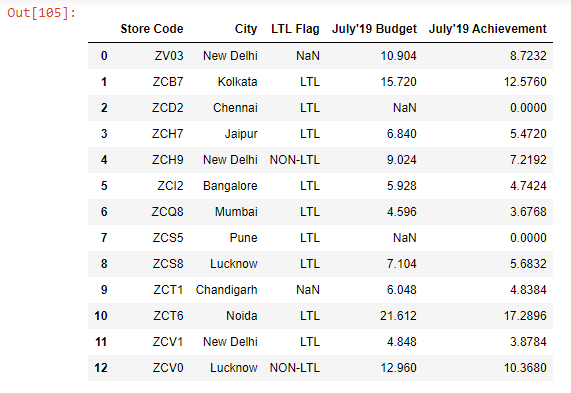 Out[105]:
Store Code City LTL Flag July'19 Budget July'19 Achievement
0 ZV03 New Delhi NaN 10.904 8.7232
1 ZCB7 Kolkata LTL 15.720 12.5760
2 ZCD2 Chennai LTL NaN 0.0000
3 ZCH7 Jaipur LTL 6.840 5.4720
4 ZCH9 New Delhi NON-LTL 9.024 7.2192
5 ZCI2 Bangalore LTL 5.928 4.7424
6 ZCQ8 Mumbai LTL 4.596 3.6768
7 ZCS5 Pune LTL NaN 0.0000
8 ZCS8 Lucknow LTL 7.104 5.6832
9 ZCT1 Chandigarh NaN 6.048 4.8384
10 ZCT6 Noida LTL 21.612 17.2896
11 ZCV1 New Delhi LTL 4.848 3.8784
12 ZCV0 Lucknow NON-LTL 12.960 10.3680